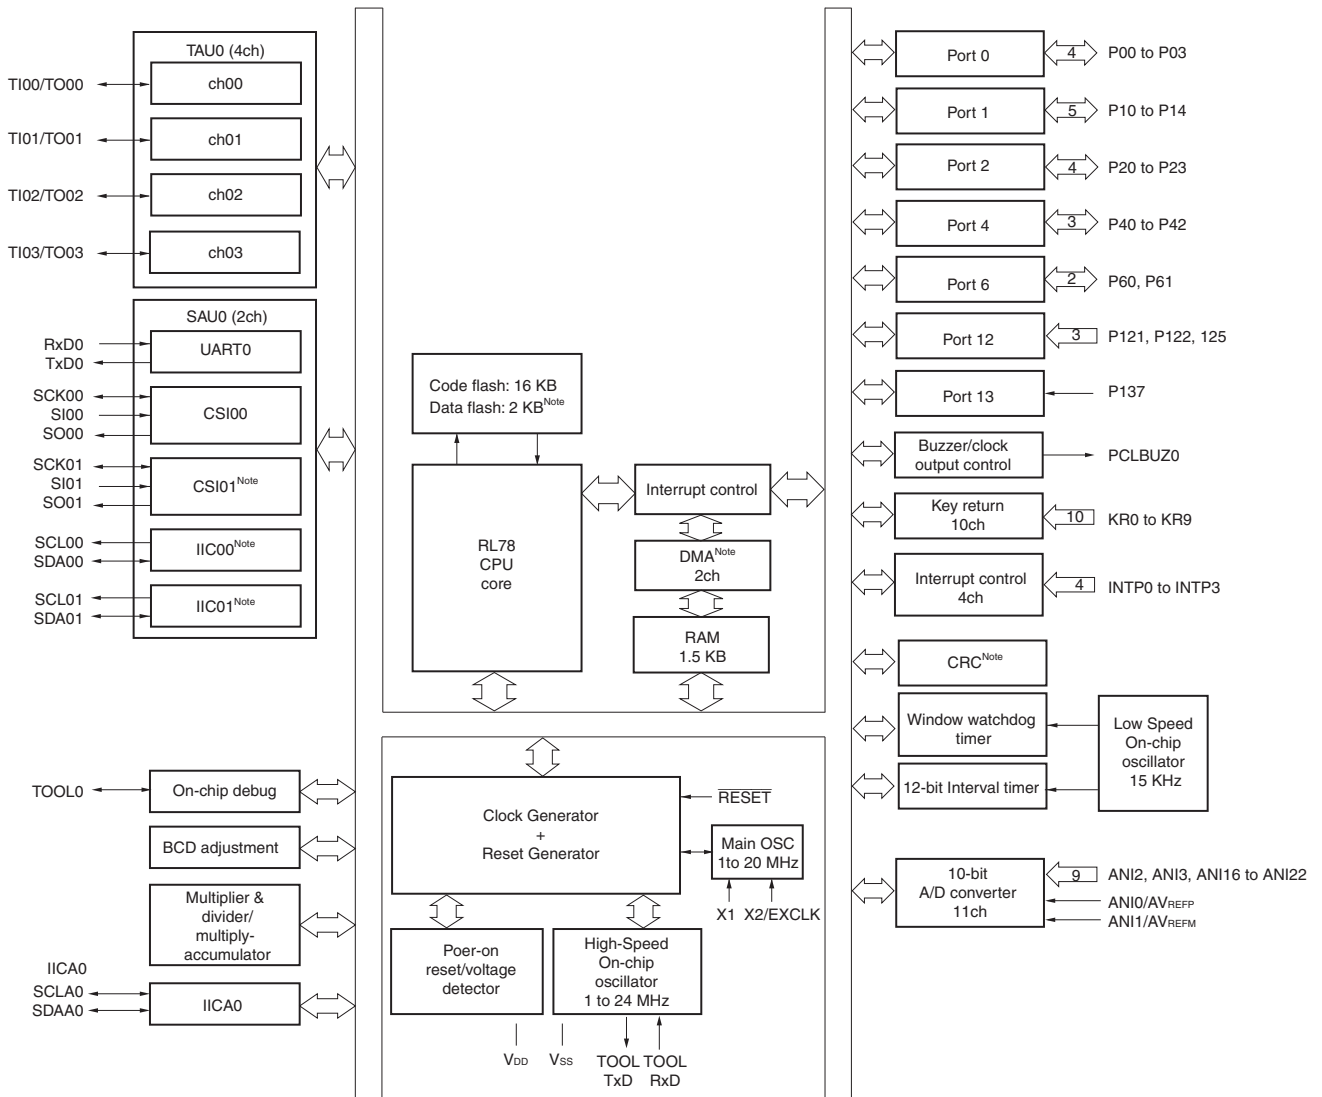 TAU0 (4ch)
TI00/TO00
ch00
TI01/TO01
ch01
TI02/TO02
ch02
TI03/TO03
ch03
SAU0 (2ch)
RxD0
TxD0
UART0
SCK00
SI00
SO00
CSI00
SCK01
SI01
SO01
CSI01Note
SCL00
SDA00
IIC00Note
SCL01
SDA01
IIC01Note
TOOL0
On-chip debug
BCD adjustment
Multiplier &
divider/
multiply-
accumulator
IICA0
SCLA0
SDAA0
IICA0
Code flash: 16 KB
Data flash: 2 KBNote
RL78
CPU
core
Interrupt control
DMANote
2ch
RAM
1.5 KB
Clock Generator
+
Reset Generator
RESET
Main OSC
1to 20 MHz
X1
X2/EXCLK
Poer-on
reset/voltage
detector
High-Speed
On-chip
oscillator
1 to 24 MHz
VDD
VSS
TOOL
TxD
TOOL
RxD
Port 0
4
P00 to P03
Port 1
5
P10 to P14
Port 2
4
P20 to P23
Port 4
3
P40 to P42
Port 6
2
P60, P61
Port 12
3
P121, P122, 125
Port 13
P137
Buzzer/clock
output control
PCLBUZ0
Key return
10ch
10
KR0 to KR9
Interrupt control
4ch
4
INTP0 to INTP3
CRCNote
Window watchdog
timer
12-bit Interval timer
Low Speed
On-chip
oscillator
15 KHz
10-bit
A/D converter
11ch
9
ANI2, ANI3, ANI16 to ANI22
ANI0/AVREFP
ANI1/AVREFM